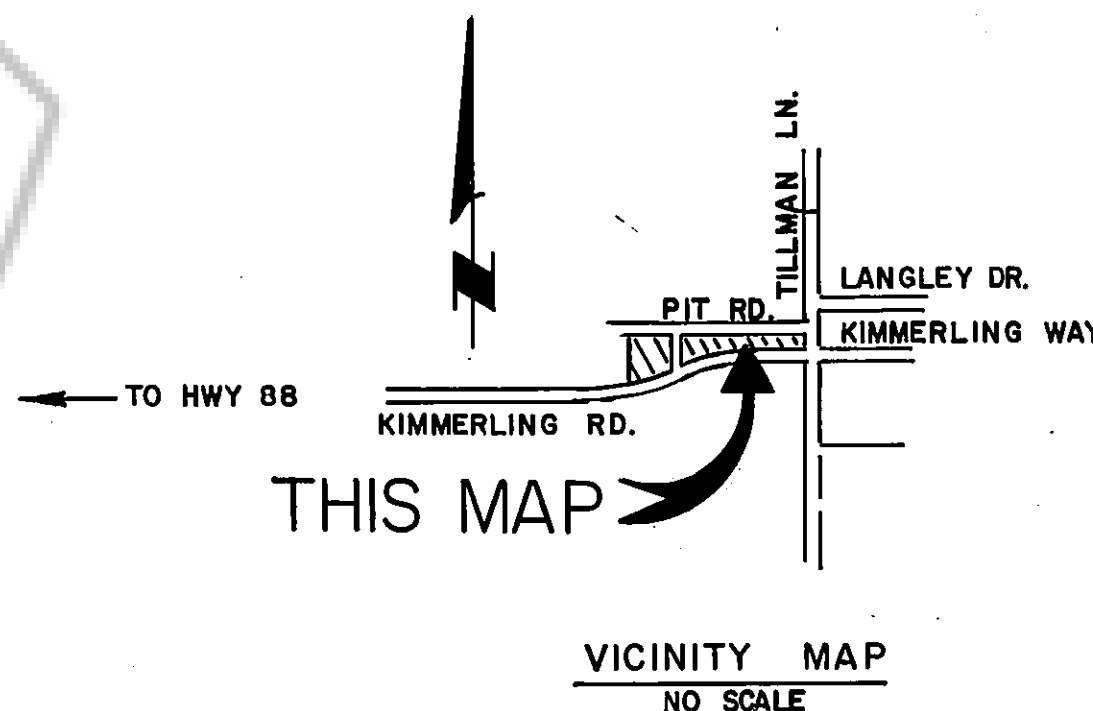 N
TILLMAN LN.
LANGLEY DR.
PIT RD.
KIMMERLING WAY
TO HWY 88
KIMMERLING RD.
THIS MAP
VICINITY MAP
NO SCALE